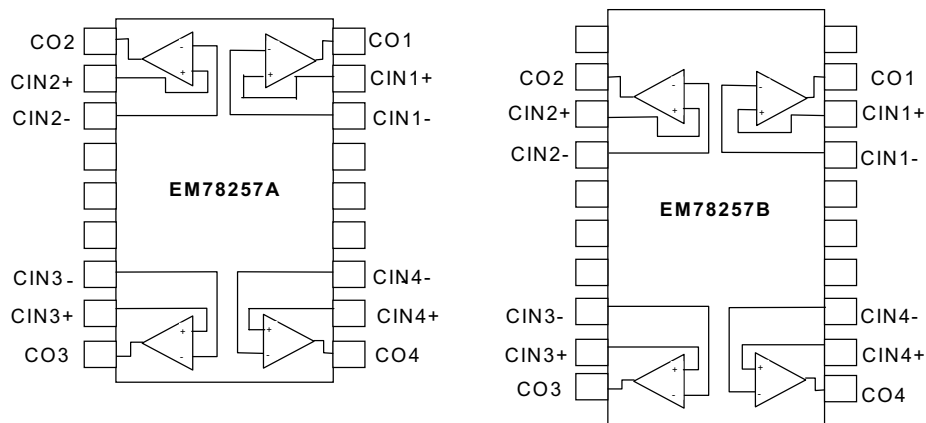 CO2
CIN2+
CIN2-
CO1
CIN1+
CIN1-
EM78257A
CIN3-
CIN3+
CO3
CIN4-
CIN4+
CO4
CO2
CIN2+
CIN2-
CO1
CIN1+
CIN1-
EM78257B
CIN3-
CIN3+
CO3
CIN4-
CIN4+
CO4